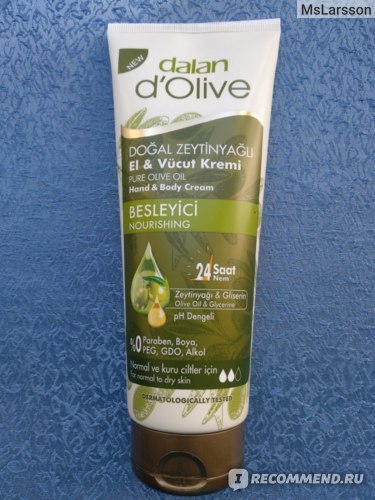 MsLarsson
NEW
dalan
d'Olive
DOĞAL ZEYTİNYAĞLI
El & Vücut Kremi
PURE OLIVE OIL
Hand & Body Cream
BESLEYİCİ
NOURISHING
24 Saat
Nem
Zeytinyağı & Gliserin
Olive Oil & Glycerine
pH Dengeli
%0 Paraben, Boya,
PEG, GDO, Alkol
Normal ve kuru ciltler için
For normal to dry skin
DERMATOLOGICALLY TESTED
I RECOMMEND.RU